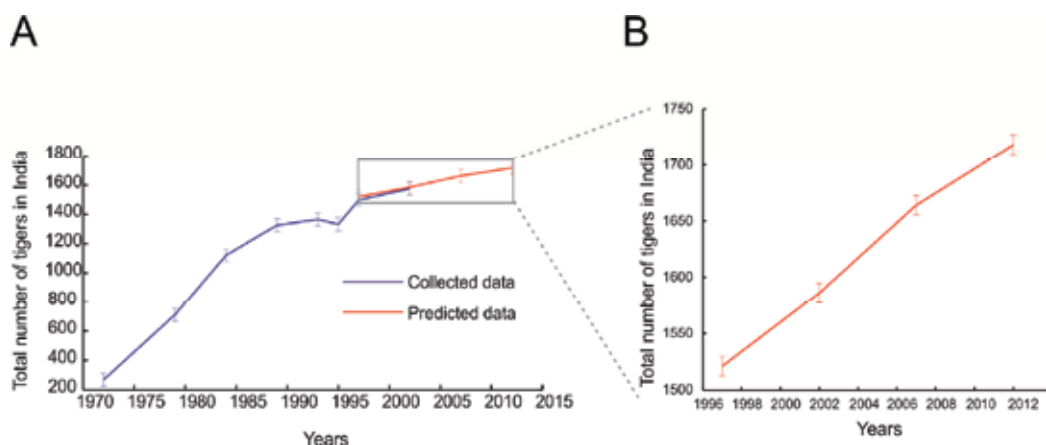 A
B
Total number of tigers in India
1800
1600
1400
1200
1000
800
600
400
200
1970 1975 1980 1985 1990 1995 2000 2005 2010 2015
Years
Collected data
Predicted data
Total number of tigers in India
1750
1700
1650
1600
1550
1500
1996 1998 2000 2002 2004 2006 2008 2010 2012
Years